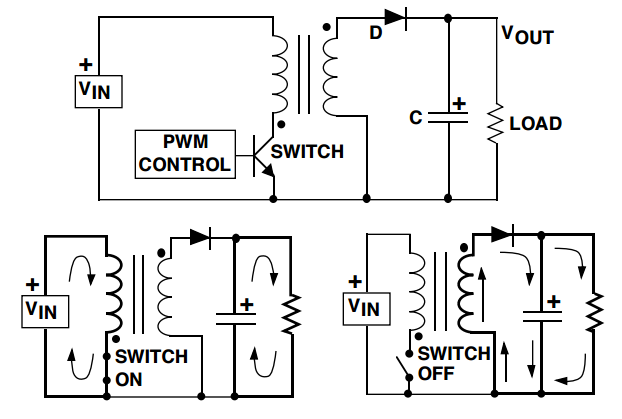 D
VOUT
+
VIN
C
+
LOAD
PWM
CONTROL
SWITCH
+
VIN
+
SWITCH
ON
+
VIN
+
SWITCH
OFF